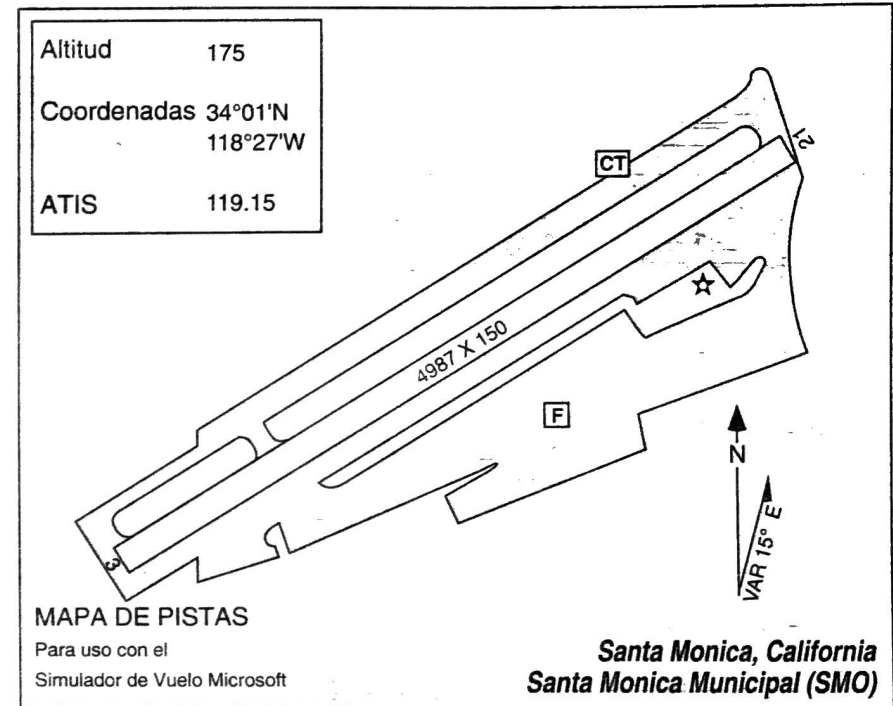 Altitud 175
Coordenadas 34°01'N
118°27'W
ATIS 119.15
CT
21
4987 X 150
F
N
VAR 15° E
3
MAPA DE PISTAS
Para uso con el
Simulador de Vuelo Microsoft
Santa Monica, California
Santa Monica Municipal (SMO)